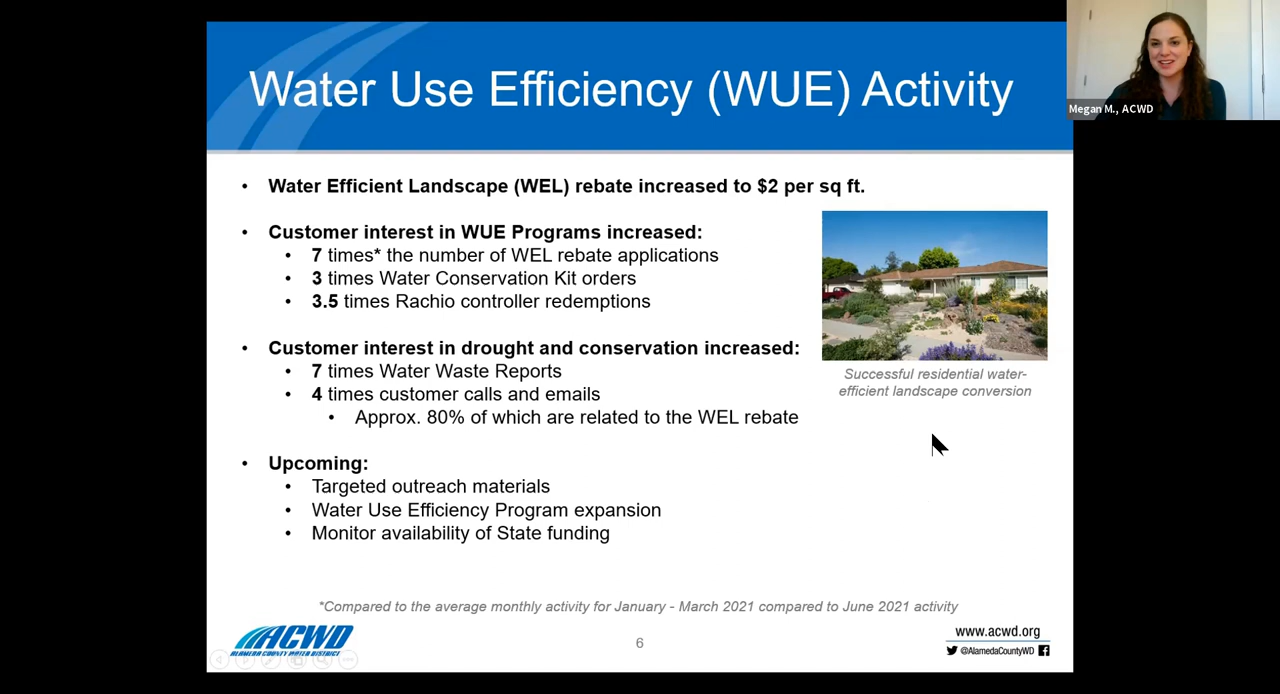 Water Use Efficiency (WUE) Activity
Megan M., ACWD
• Water Efficient Landscape (WEL) rebate increased to $2 per sq ft.
• Customer interest in WUE Programs increased:
• 7 times* the number of WEL rebate applications
• 3 times Water Conservation Kit orders
• 3.5 times Rachio controller redemptions
• Customer interest in drought and conservation increased:
• 7 times Water Waste Reports
• 4 times customer calls and emails
• Approx. 80% of which are related to the WEL rebate
Successful residential water-
efficient landscape conversion
• Upcoming:
• Targeted outreach materials
• Water Use Efficiency Program expansion
• Monitor availability of State funding
*Compared to the average monthly activity for January - March 2021 compared to June 2021 activity
ACWD
ALAMEDA COUNTY WATER DISTRICT
6
www.acwd.org
@AlamedaCountyWD